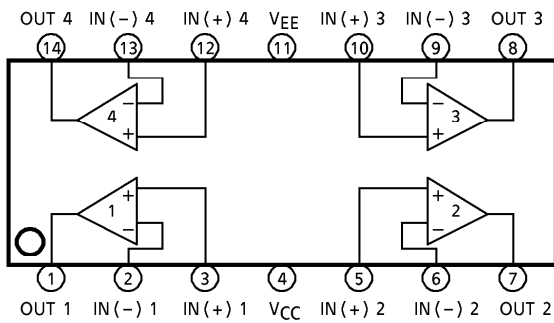 OUT 4 IN(-) 4 IN(+) 4 VEE IN(+) 3 IN(-) 3 OUT 3
14 13 12 11 10 9 8
- -
4 3
+ +
+ +
1 2
- -
1 2 3 4 5 6 7
OUT 1 IN(-) 1 IN(+) 1 VCC IN(+) 2 IN(-) 2 OUT 2